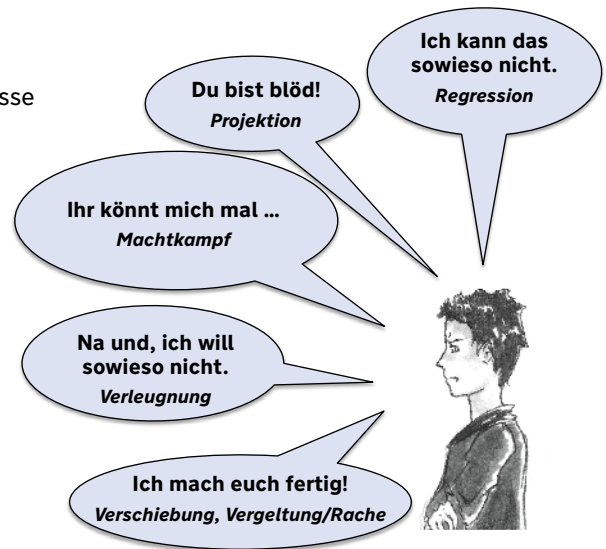 sse
Ich kann das
sowieso nicht.
Regression
Du bist blöd!
Projektion
Ihr könnt mich mal ...
Machtkampf
Na und, ich will
sowieso nicht.
Verleugnung
Ich mach euch fertig!
Verschiebung, Vergeltung/Rache